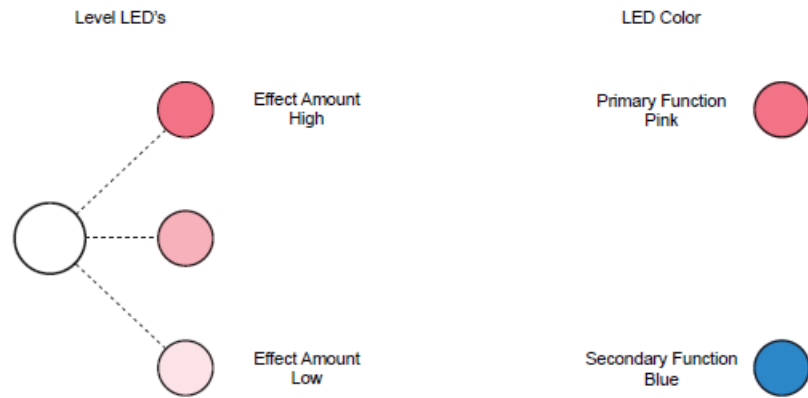 Level LED's
LED Color
Effect Amount
High
Primary Function
Pink
Effect Amount
Low
Secondary Function
Blue